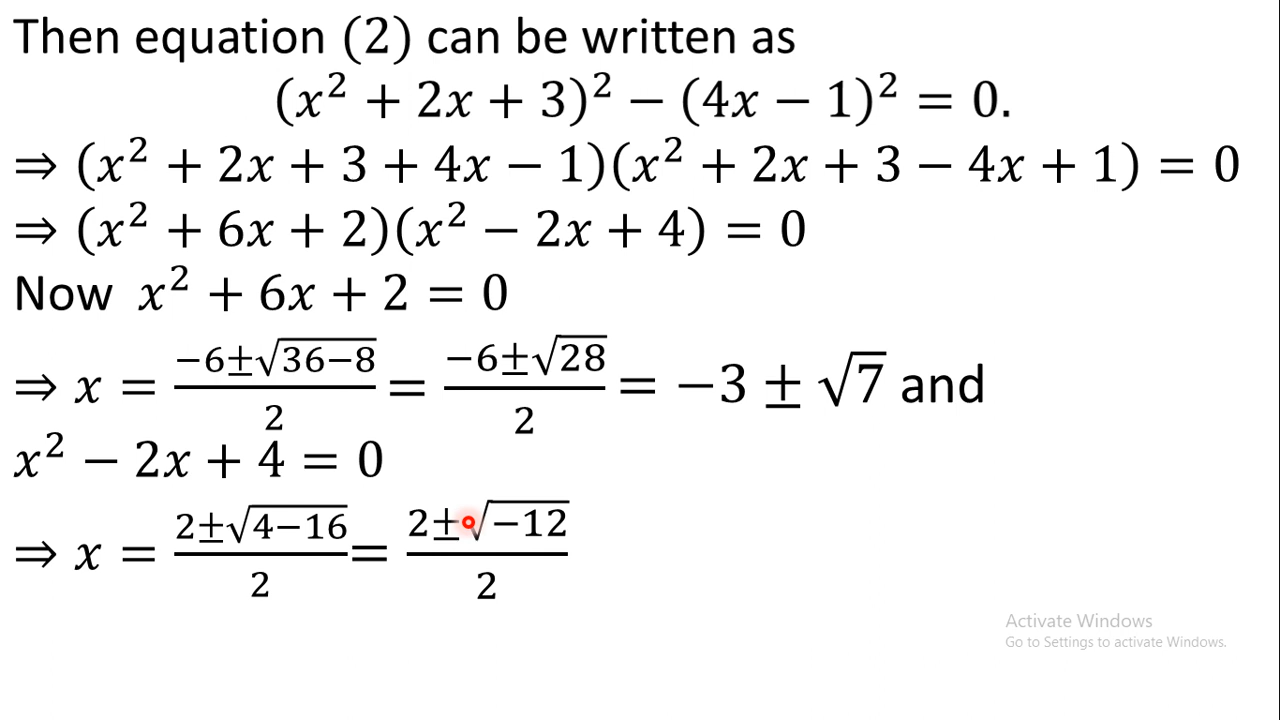 Then equation (2) can be written as
(x² + 2x + 3)² − (4x − 1)² = 0.
⇒ (x² + 2x + 3 + 4x − 1)(x² + 2x + 3 − 4x + 1) = 0
⇒ (x² + 6x + 2)(x² − 2x + 4) = 0
Now x² + 6x + 2 = 0
⇒ x = (−6±√(36−8))/2 = (−6±√28)/2 = −3 ± √7 and
x² − 2x + 4 = 0
⇒ x = (2±√(4−16))/2 = (2±√(−12))/2
Activate Windows
Go to Settings to activate Windows.